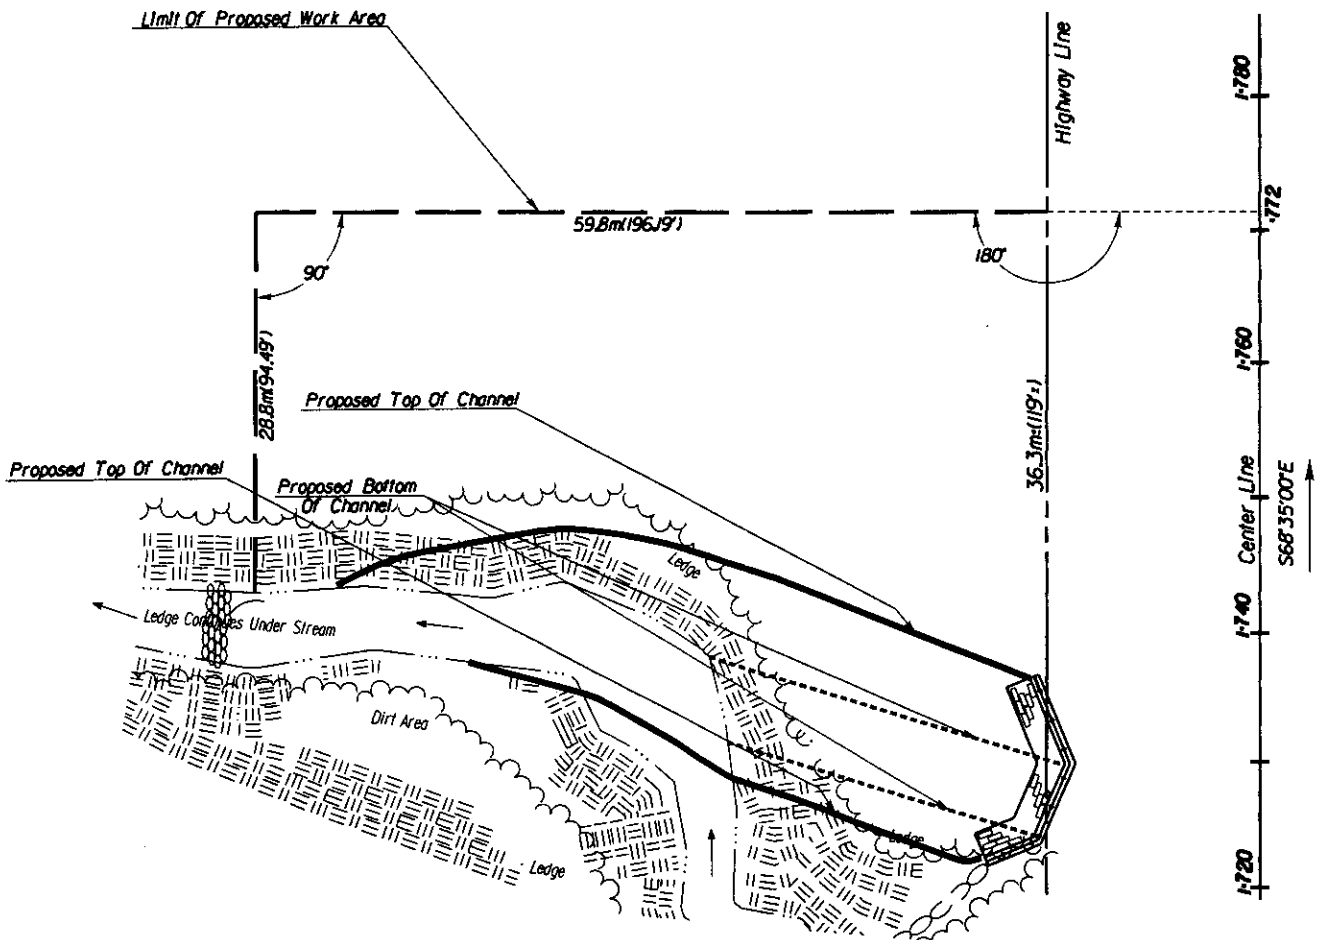 Limit Of Proposed Work Area
Highway Line
1+780
59.8m(196.19')
.772
90°
180°
28.8m(94.49')
1+760
Proposed Top Of Channel
36.3m±(119'±)
Proposed Top Of Channel
Proposed Bottom
Of Channel
Center Line
S68°35'00"E
Ledge
Ledge Continues Under Stream
1+740
Dirt Area
Ledge
Ledge
1+720